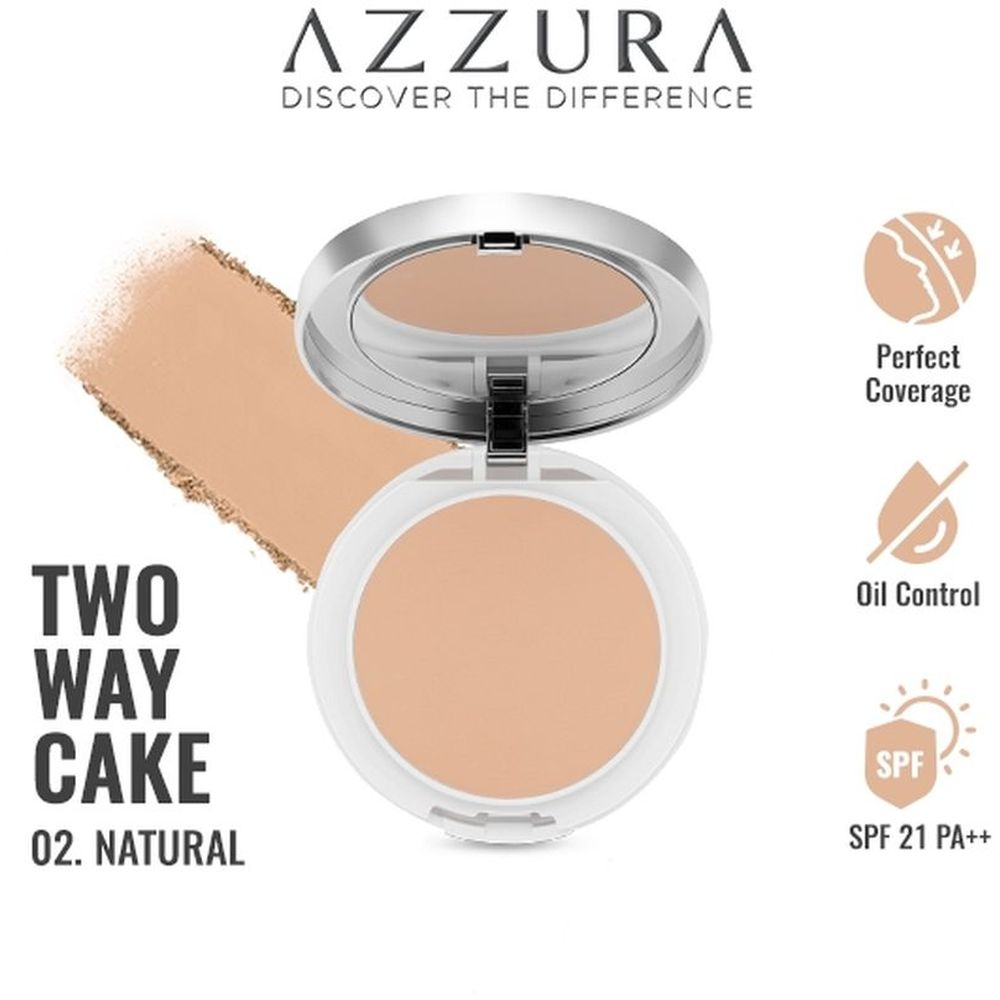 AZZURA
DISCOVER THE DIFFERENCE
Perfect
Coverage
Oil Control
SPF
SPF 21 PA++
TWO
WAY
CAKE
02. NATURAL